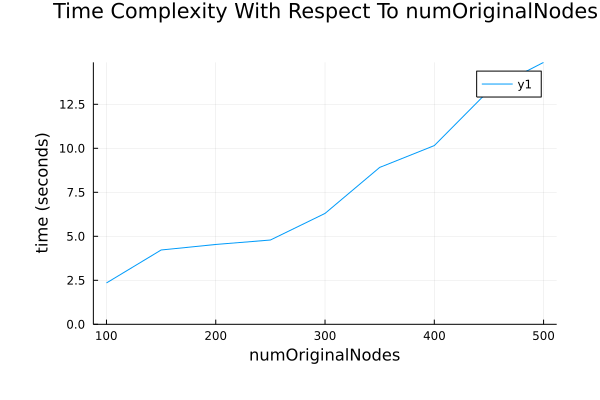 Time Complexity With Respect To numOriginalNodes
y1
12.5
10.0
7.5
5.0
2.5
0.0
time (seconds)
100 200 300 400 500
numOriginalNodes